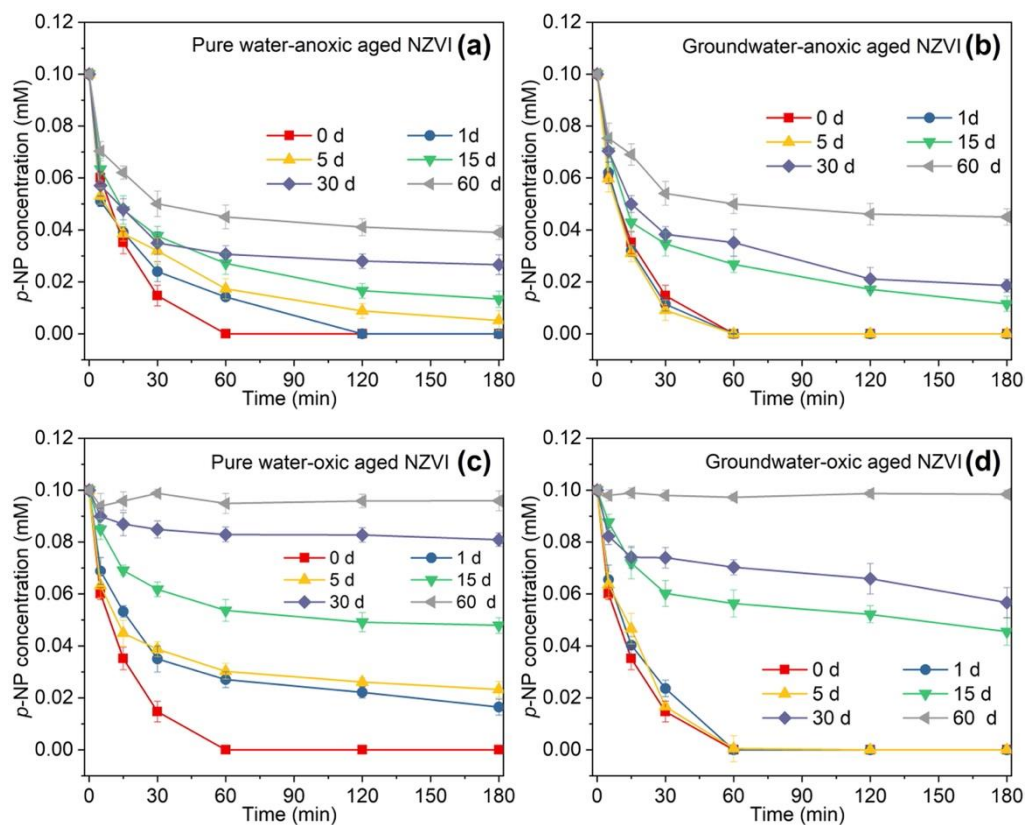 Pure water-anoxic aged NZVI (a)
0.12
0.10
0.08
0.06
0.04
0.02
0.00
p-NP concentration (mM)
0 d 1d
5 d 15 d
30 d 60 d
0 30 60 90 120 150 180
Time (min)
Groundwater-anoxic aged NZVI (b)
0.12
0.10
0.08
0.06
0.04
0.02
0.00
p-NP concentration (mM)
0 d 1d
5 d 15 d
30 d 60 d
0 30 60 90 120 150 180
Time (min)
Pure water-oxic aged NZVI (c)
0.12
0.10
0.08
0.06
0.04
0.02
0.00
p-NP concentration (mM)
0 d 1 d
5 d 15 d
30 d 60 d
0 30 60 90 120 150 180
Time (min)
Groundwater-oxic aged NZVI (d)
0.12
0.10
0.08
0.06
0.04
0.02
0.00
p-NP concentration (mM)
0 d 1 d
5 d 15 d
30 d 60 d
0 30 60 90 120 150 180
Time (min)